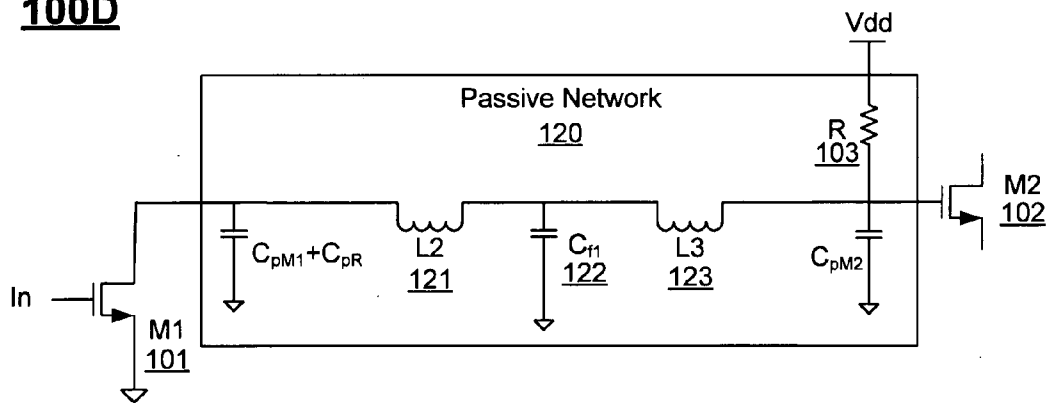 100D
Vdd
Passive Network
120
R
103
M2
102
CpM1+CpR
L2
121
Cf1
122
L3
123
CpM2
In
M1
101